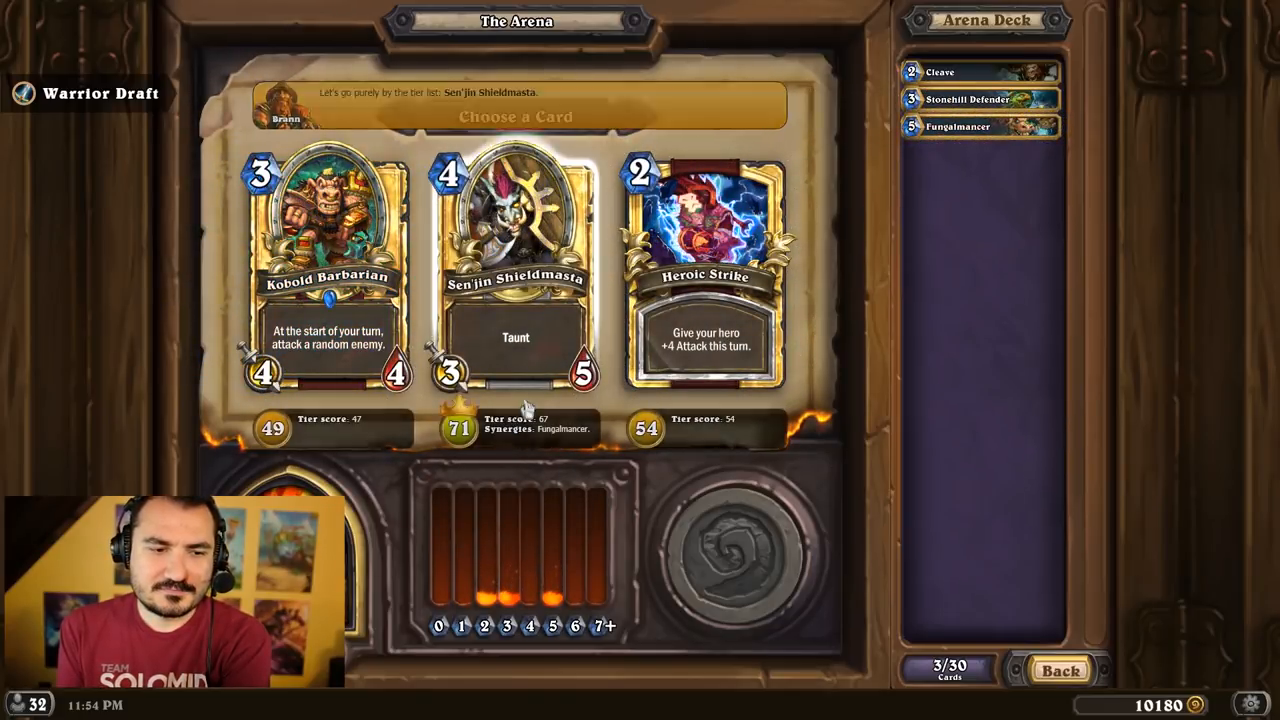 The Arena
Arena Deck
Warrior Draft
Let's go purely by the tier list: Sen'jin Shieldmasta.
Brann
Choose a Card
3
Kobold Barbarian
At the start of your turn,
attack a random enemy.
4
4
4
Sen'jin Shieldmasta
Taunt
3
5
2
Heroic Strike
Give your hero
+4 Attack this turn.
49
Tier score: 47
71
Tier score: 67
Synergies: Fungalmancer.
54
Tier score: 54
2 Cleave
3 Stonehill Defender
5 Fungalmancer
0 1 2 3 4 5 6 7+
TEAM
SOLOMID
3/30
Cards
Back
32
11:54 PM
10180